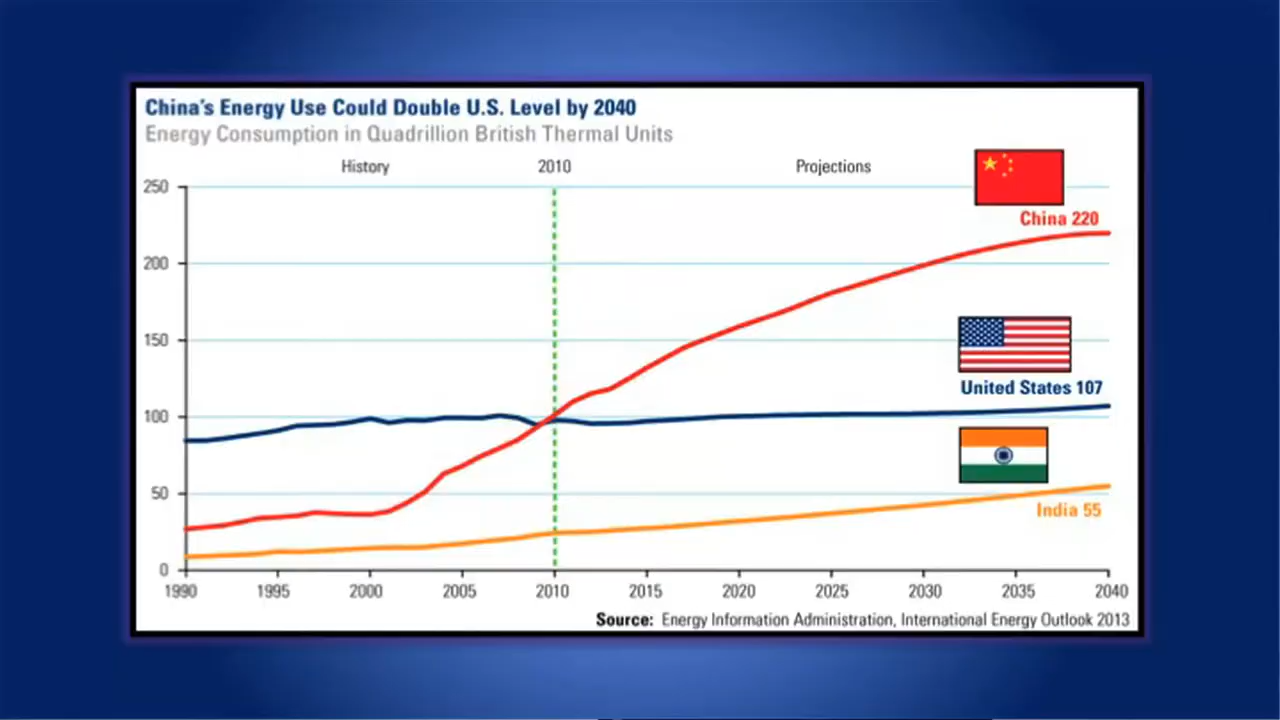 China's Energy Use Could Double U.S. Level by 2040
Energy Consumption in Quadrillion British Thermal Units
History 2010 Projections
250
China 220
200
150
United States 107
100
50
India 55
0
1990 1995 2000 2005 2010 2015 2020 2025 2030 2035 2040
Source: Energy Information Administration, International Energy Outlook 2013